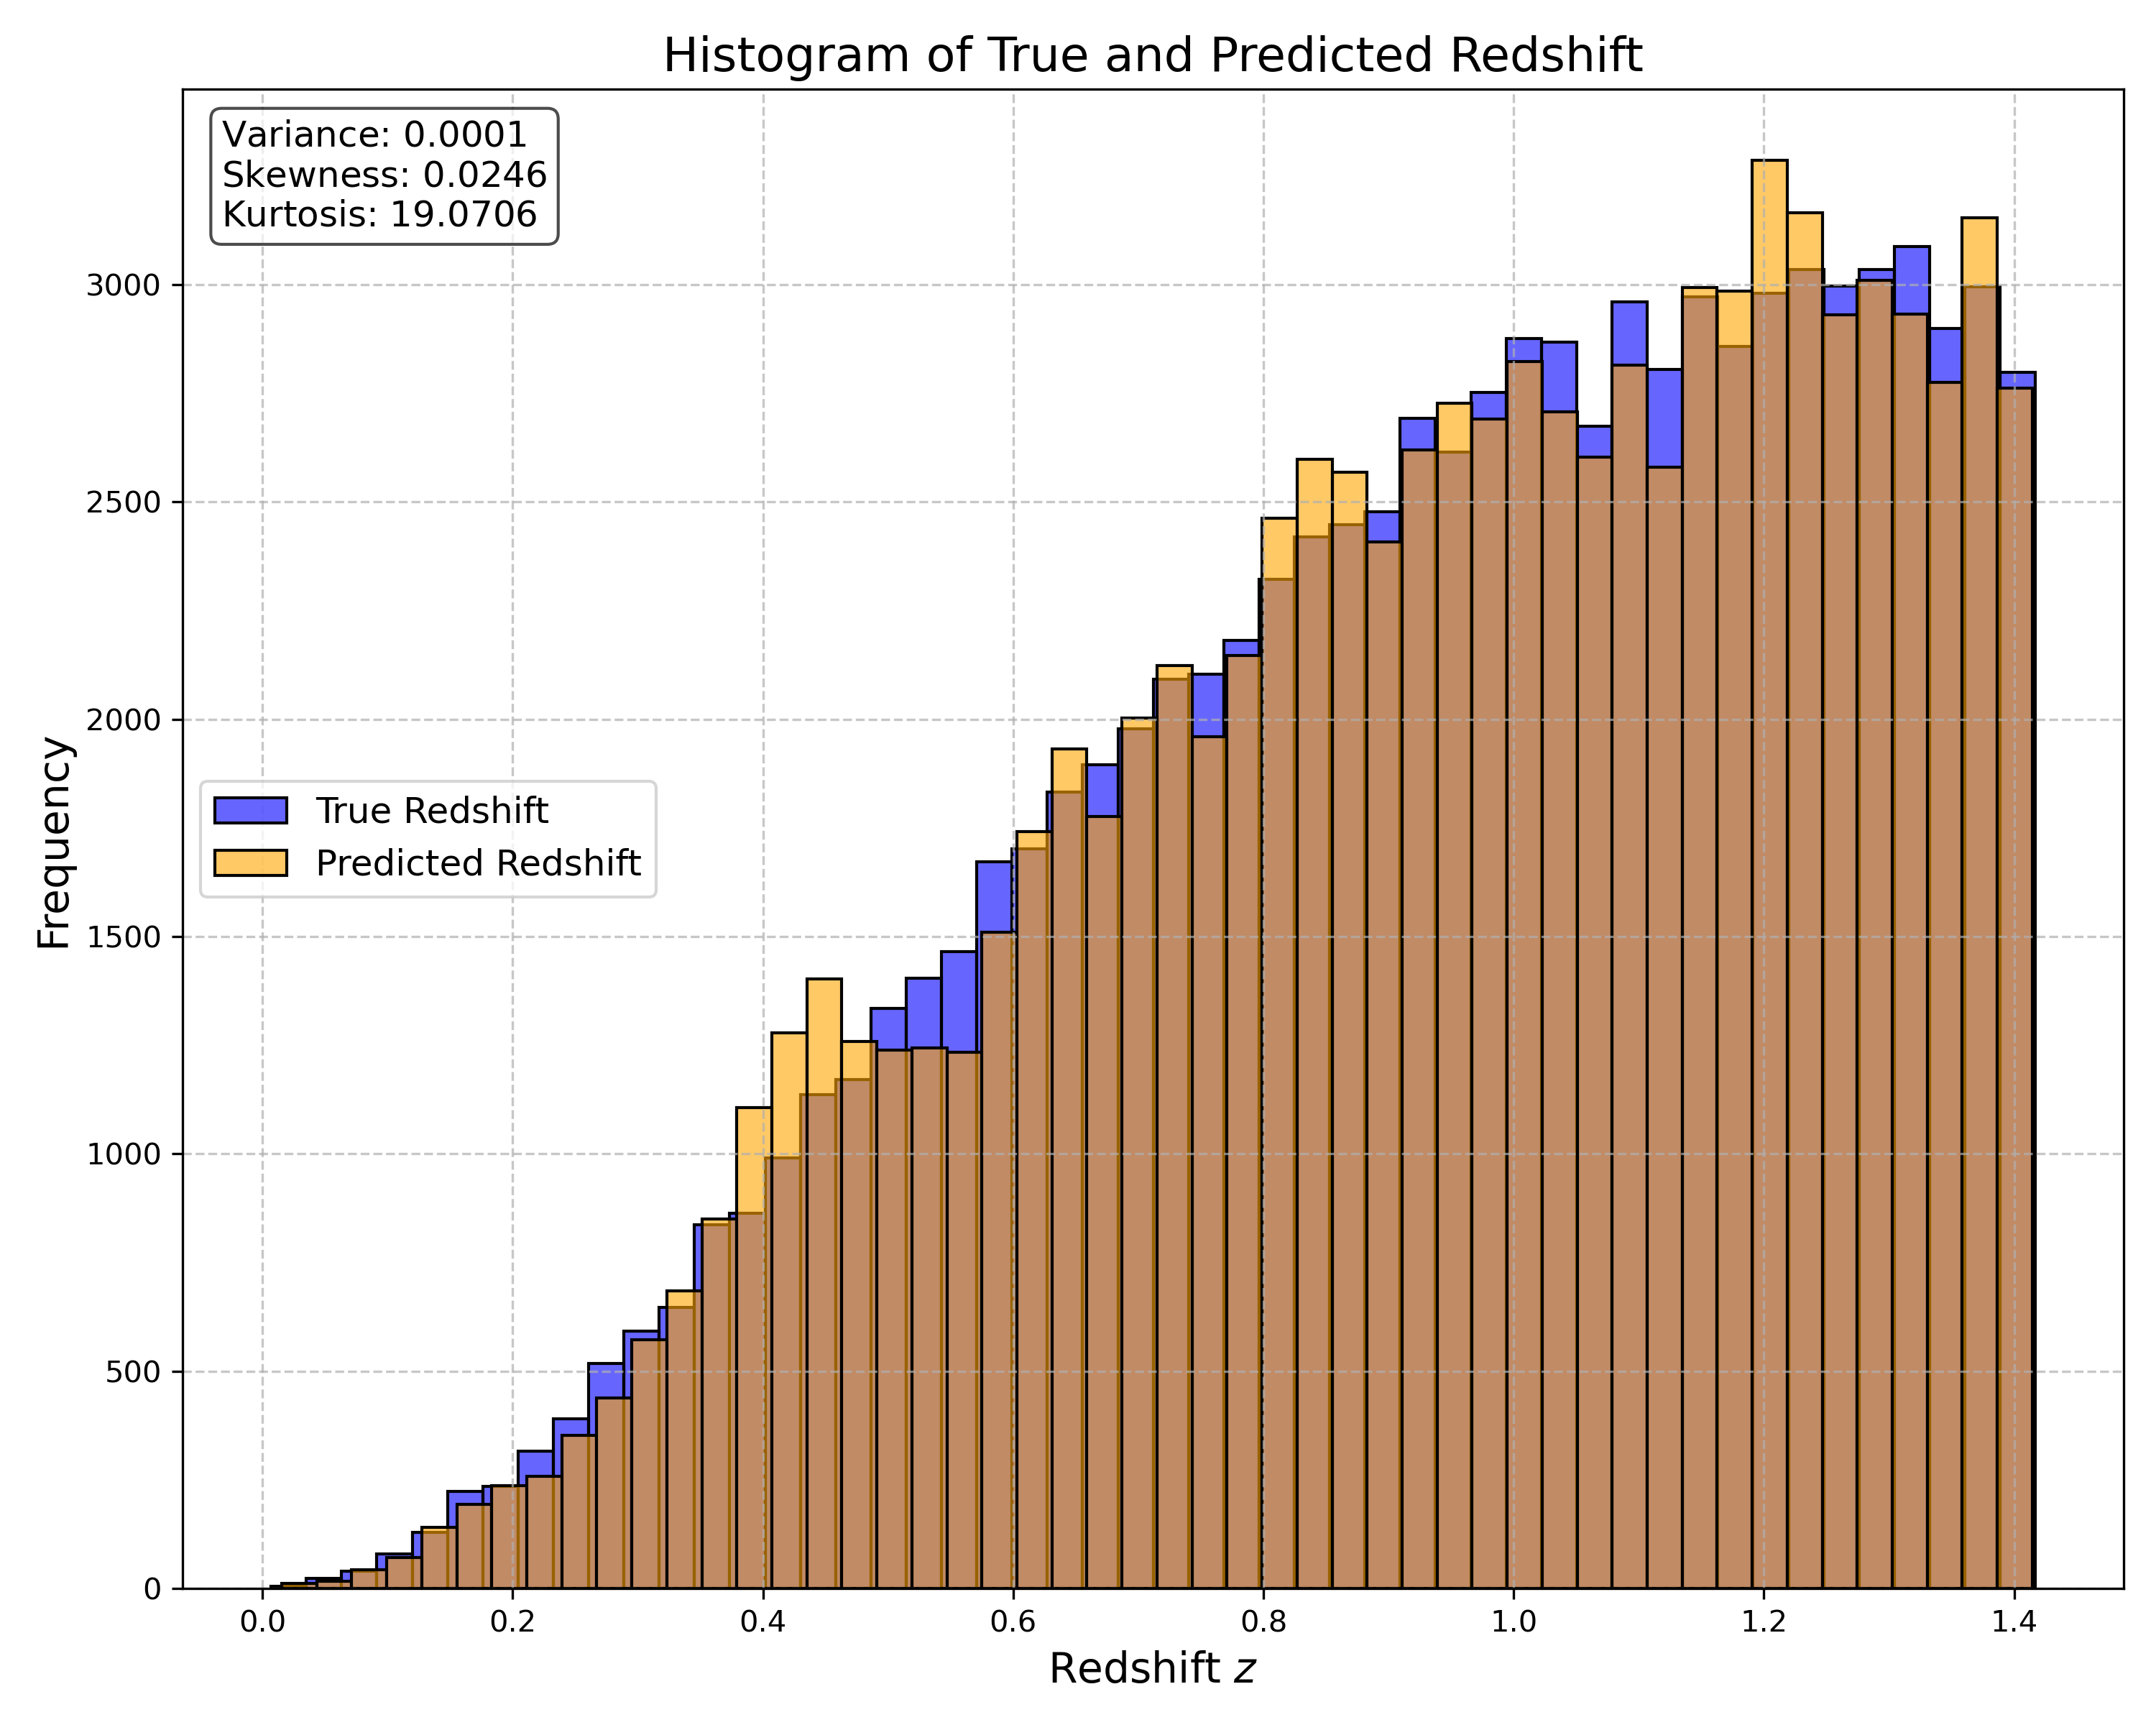 Histogram of True and Predicted Redshift
Variance: 0.0001
Skewness: 0.0246
Kurtosis: 19.0706
3000
2500
2000
1500
1000
500
0
Frequency
True Redshift
Predicted Redshift
0.0 0.2 0.4 0.6 0.8 1.0 1.2 1.4
Redshift z